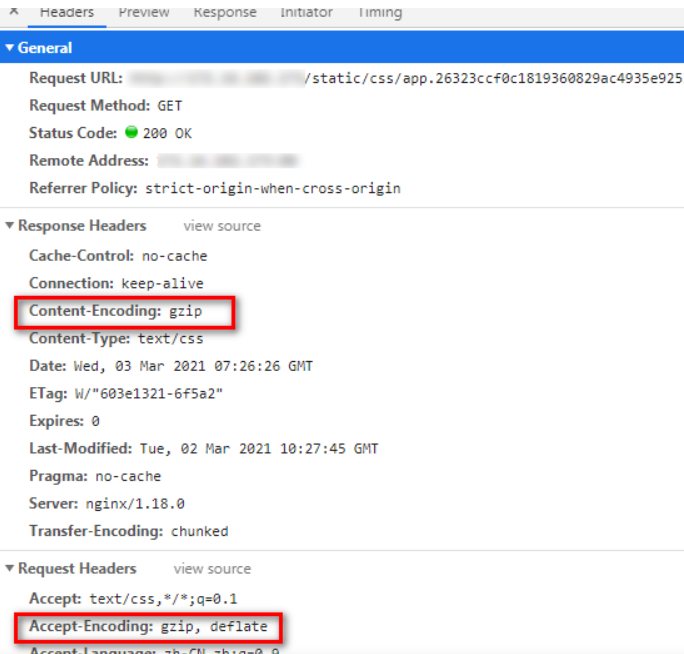 × Headers Preview Response Initiator Timing
▼ General
Request URL: /static/css/app.26323ccf0c1819360829ac4935e925
Request Method: GET
Status Code: 200 OK
Remote Address:
Referrer Policy: strict-origin-when-cross-origin
▼ Response Headers view source
Cache-Control: no-cache
Connection: keep-alive
Content-Encoding: gzip
Content-Type: text/css
Date: Wed, 03 Mar 2021 07:26:26 GMT
ETag: W/"603e1321-6f5a2"
Expires: 0
Last-Modified: Tue, 02 Mar 2021 10:27:45 GMT
Pragma: no-cache
Server: nginx/1.18.0
Transfer-Encoding: chunked
▼ Request Headers view source
Accept: text/css,*/*;q=0.1
Accept-Encoding: gzip, deflate
Accept-Language: zh-CN,zh;q=0.9